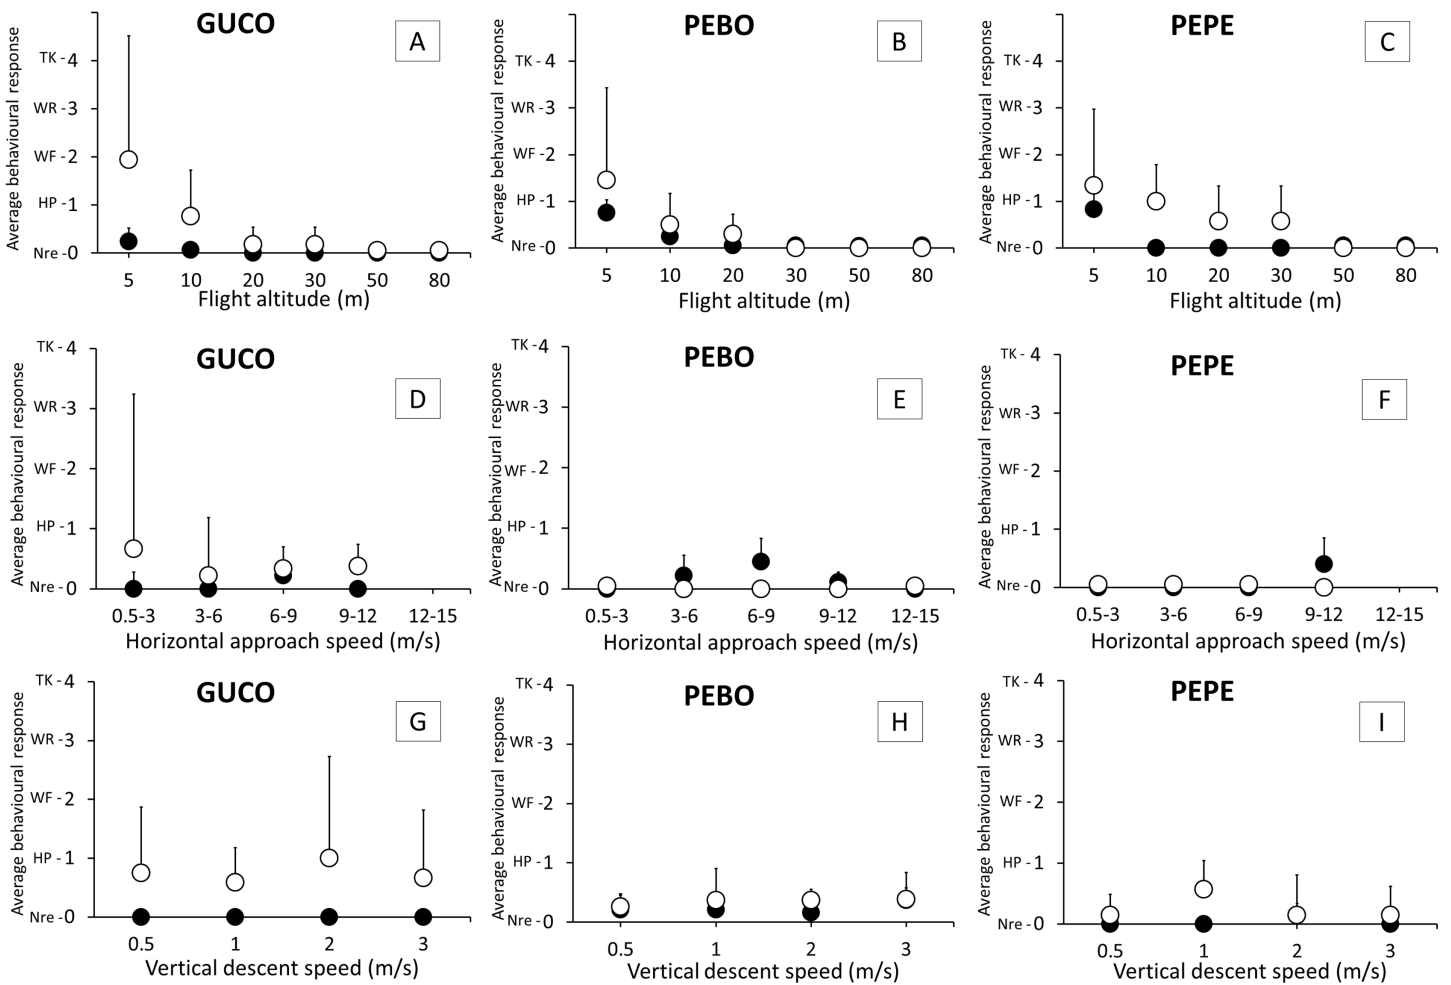 GUCO
A
Average behavioural response
TK - 4
WR - 3
WF - 2
HP - 1
Nre - 0
5 10 20 30 50 80
Flight altitude (m)
PEBO
B
Average behavioural response
TK - 4
WR - 3
WF - 2
HP - 1
Nre - 0
5 10 20 30 50 80
Flight altitude (m)
PEPE
C
Average behavioural response
TK - 4
WR - 3
WF - 2
HP - 1
Nre - 0
5 10 20 30 50 80
Flight altitude (m)
GUCO
D
Average behavioural response
TK - 4
WR - 3
WF - 2
HP - 1
Nre - 0
0.5-3 3-6 6-9 9-12 12-15
Horizontal approach speed (m/s)
PEBO
E
Average behavioural response
TK - 4
WR - 3
WF - 2
HP - 1
Nre - 0
0.5-3 3-6 6-9 9-12 12-15
Horizontal approach speed (m/s)
PEPE
F
Average behavioural response
TK - 4
WR - 3
WF - 2
HP - 1
Nre - 0
0.5-3 3-6 6-9 9-12 12-15
Horizontal approach speed (m/s)
GUCO
G
Average behavioural response
TK - 4
WR - 3
WF - 2
HP - 1
Nre - 0
0.5 1 2 3
Vertical descent speed (m/s)
PEBO
H
Average behavioural response
TK - 4
WR - 3
WF - 2
HP - 1
Nre - 0
0.5 1 2 3
Vertical descent speed (m/s)
PEPE
I
Average behavioural response
TK - 4
WR - 3
WF - 2
HP - 1
Nre - 0
0.5 1 2 3
Vertical descent speed (m/s)